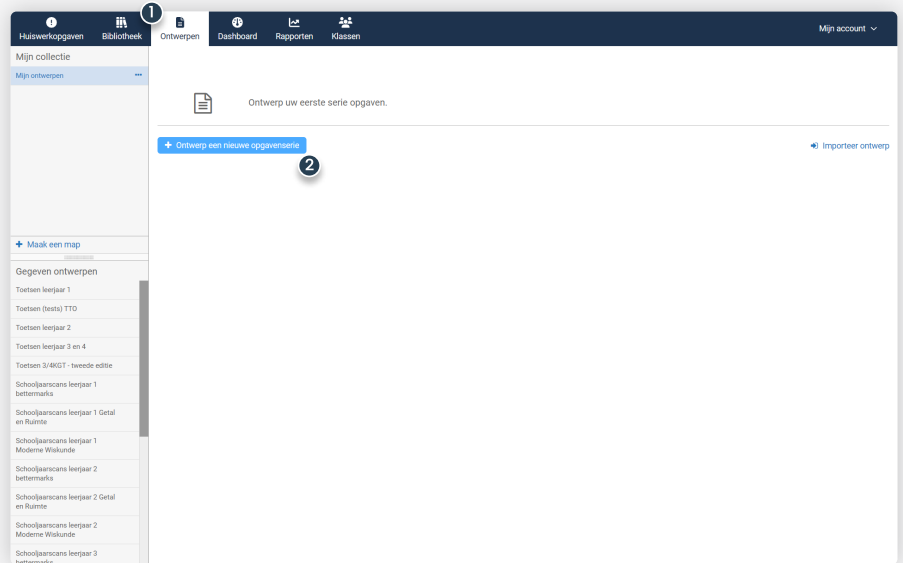 1
Huiswerkopgaven Bibliotheek Ontwerpen Dashboard Rapporten Klassen Mijn account
Mijn collectie
Mijn ontwerpen
Ontwerp uw eerste serie opgaven.
Ontwerp een nieuwe opgavenserie
Importeer ontwerp
2
Maak een map
Gegeven ontwerpen
Toetsen leerjaar 1
Toetsen (tests) TTO
Toetsen leerjaar 2
Toetsen leerjaar 3 en 4
Toetsen 3/4KGT - tweede editie
Schooljaarscans leerjaar 1
bettermarks
Schooljaarscans leerjaar 1 Getal
en Ruimte
Schooljaarscans leerjaar 1
Moderne Wiskunde
Schooljaarscans leerjaar 2
bettermarks
Schooljaarscans leerjaar 2 Getal
en Ruimte
Schooljaarscans leerjaar 2
Moderne Wiskunde
Schooljaarscans leerjaar 3
bettermarks